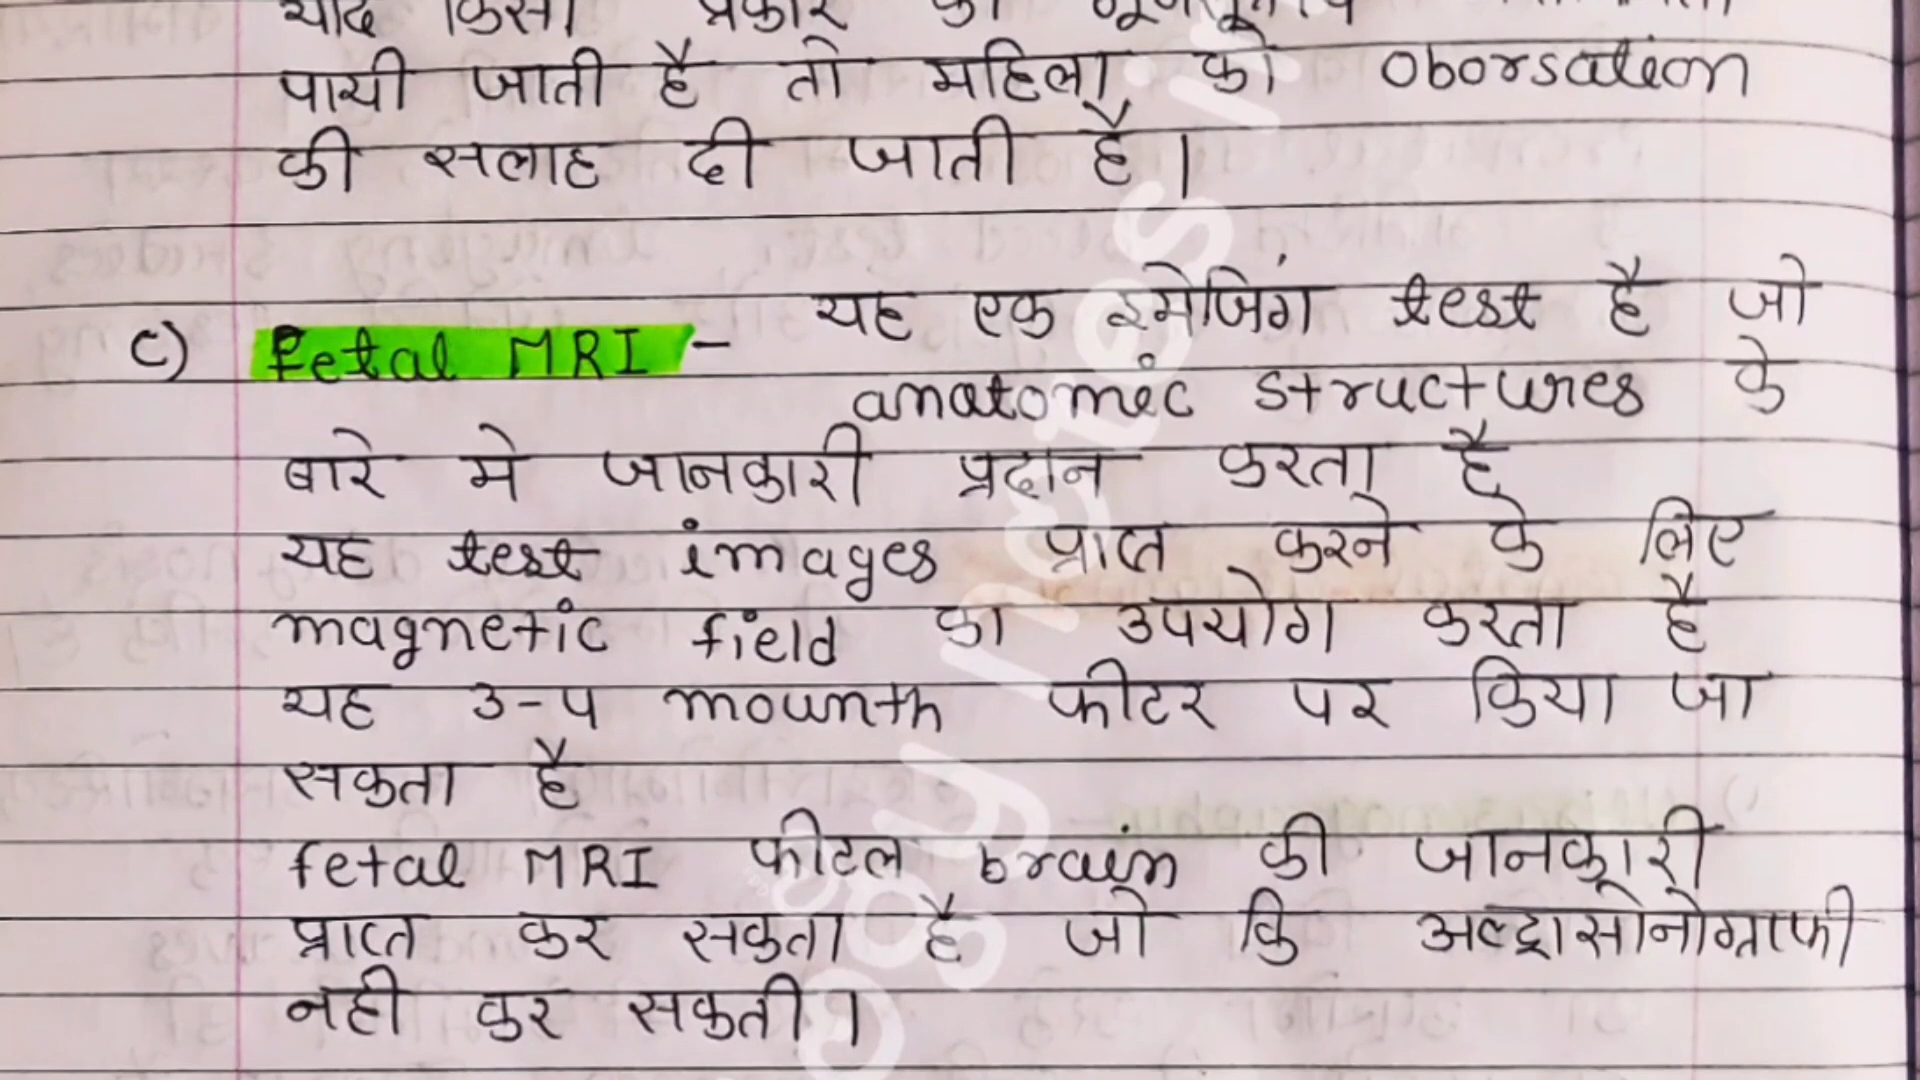 पायी जाती है तो महिला को oborsation
की सलाह दी जाती है।
यह एक इमेजिंग test है जो
c) Fetal MRI -
anatomic structures के
बारे मे जानकारी प्रदान करता है
यह test images प्राप्त करने के लिए
magnetic field का उपयोग करता है
यह 3-4 mounth फीटर पर किया जा
सकता है
fetal MRI फीटल brain की जानकारी
प्राप्त कर सकता है जो कि अल्ट्रासोनोग्राफी
नही कर सकती।